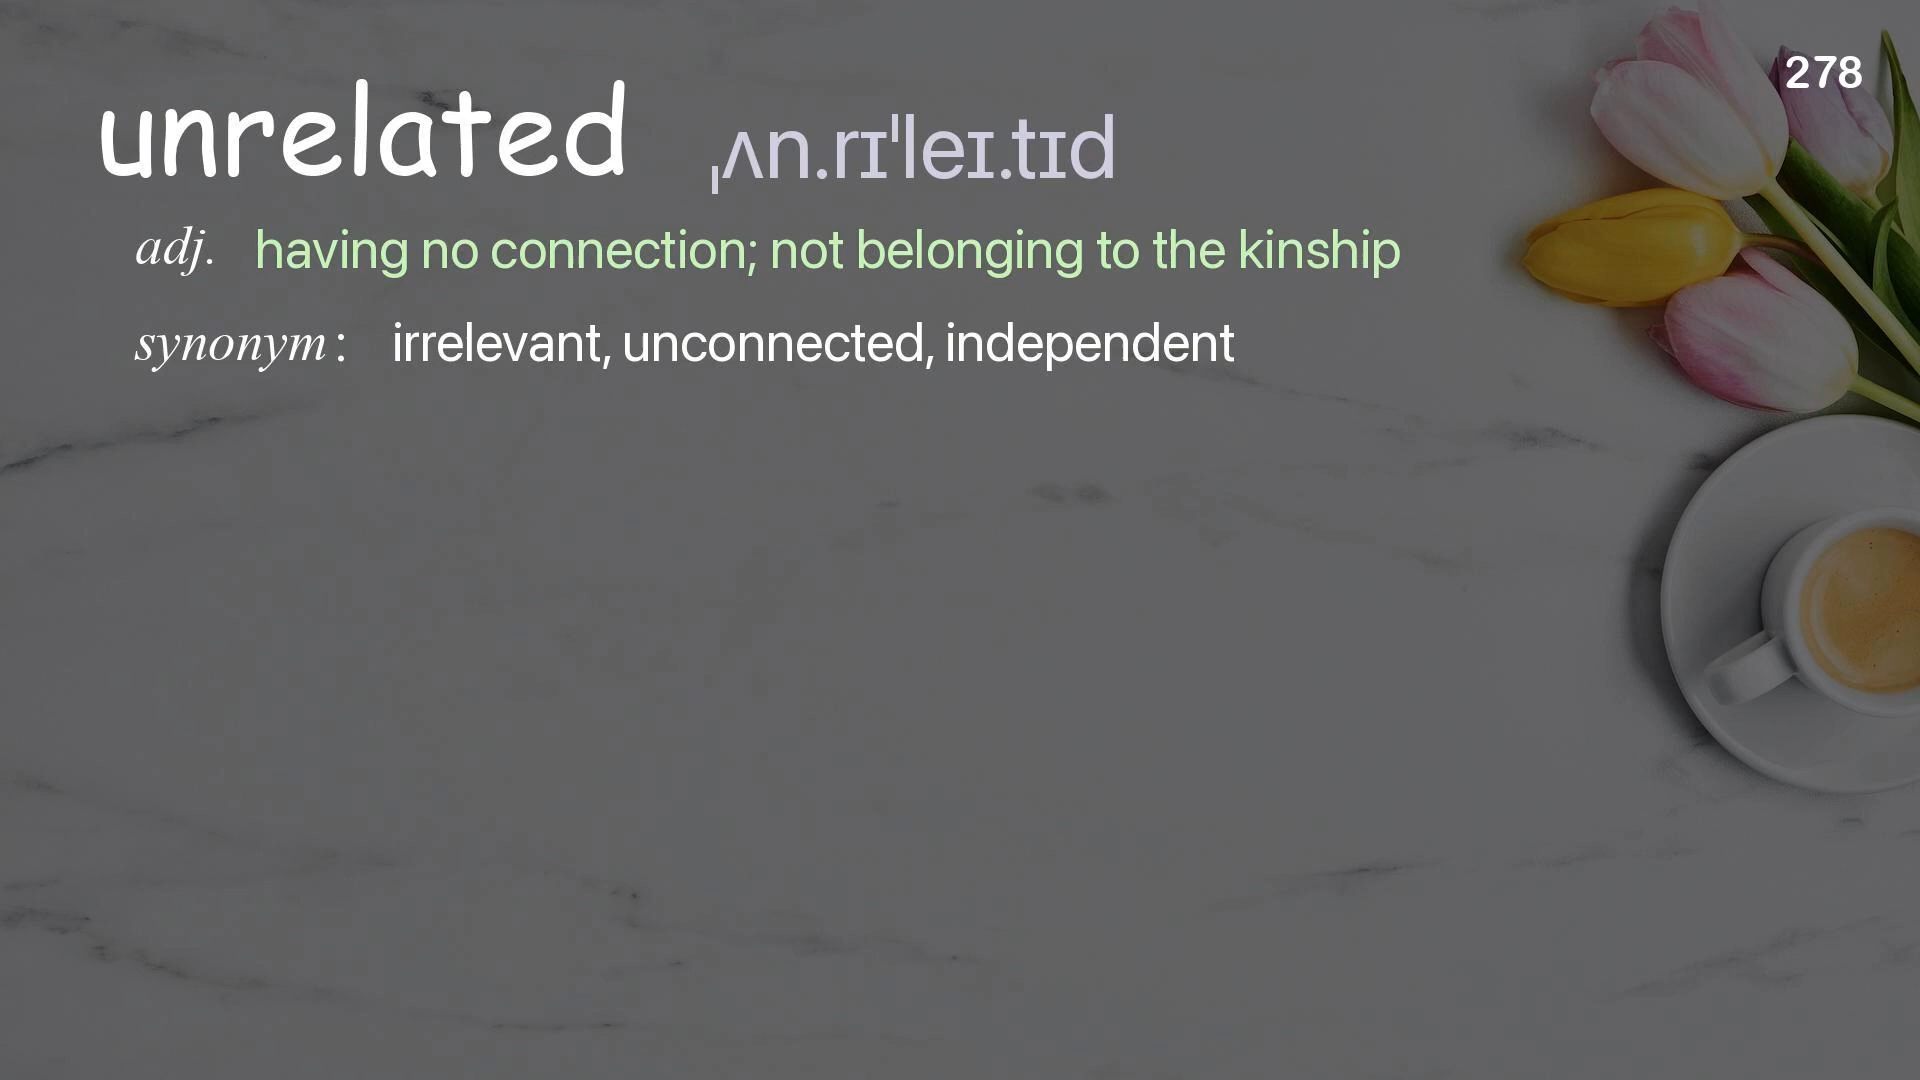 278
unrelated ˌʌn.rɪˈleɪ.tɪd
adj. having no connection; not belonging to the kinship
synonym : irrelevant, unconnected, independent